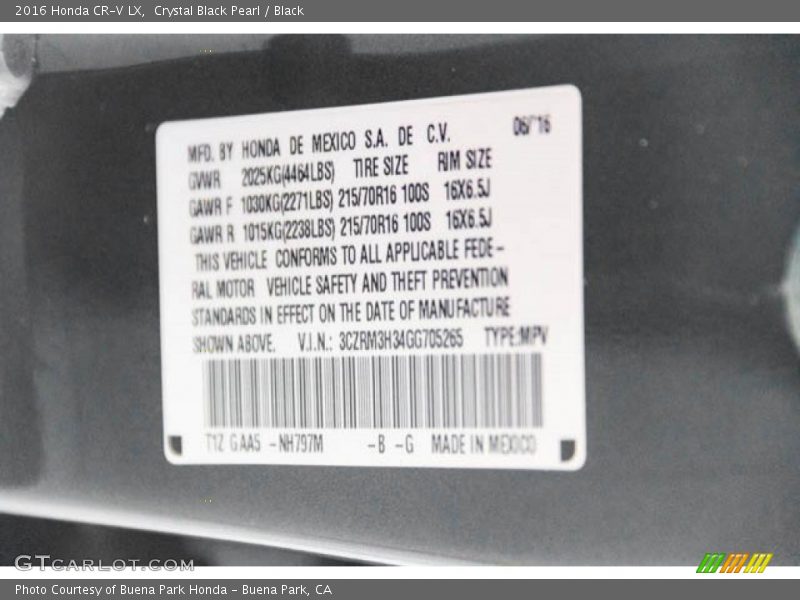 2016 Honda CR-V LX, Crystal Black Pearl / Black
MFD. BY HONDA DE MEXICO S.A. DE C.V. 06/'16
GVWR 2025KG(4464LBS) TIRE SIZE RIM SIZE
GAWR F 1030KG(2271LBS) 215/70R16 100S 16X6.5J
GAWR R 1015KG(2238LBS) 215/70R16 100S 16X6.5J
THIS VEHICLE CONFORMS TO ALL APPLICABLE FEDE-
RAL MOTOR VEHICLE SAFETY AND THEFT PREVENTION
STANDARDS IN EFFECT ON THE DATE OF MANUFACTURE
SHOWN ABOVE. V.I.N.: 3CZRM3H34GG705265 TYPE:MPV
T1Z GAA5 -NH797M -B -G MADE IN MEXICO
GTCARLOT.COM
Photo Courtesy of Buena Park Honda - Buena Park, CA